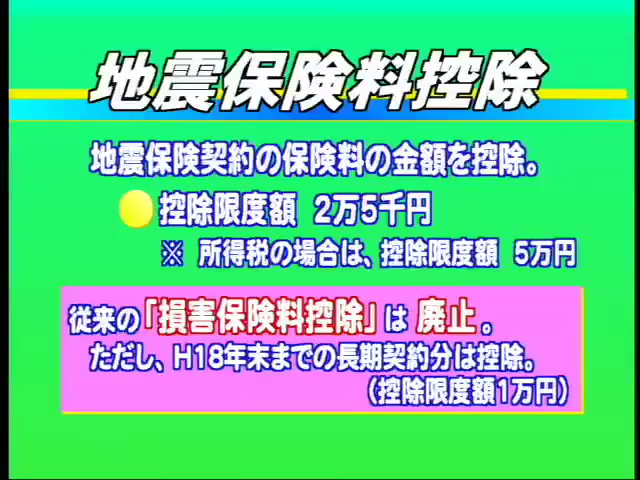 地震保険料控除
地震保険契約の保険料の金額を控除。
控除限度額 2万5千円
※ 所得税の場合は、控除限度額 5万円
従来の「損害保険料控除」は 廃止。
ただし、H18年末までの長期契約分は控除。
(控除限度額1万円)